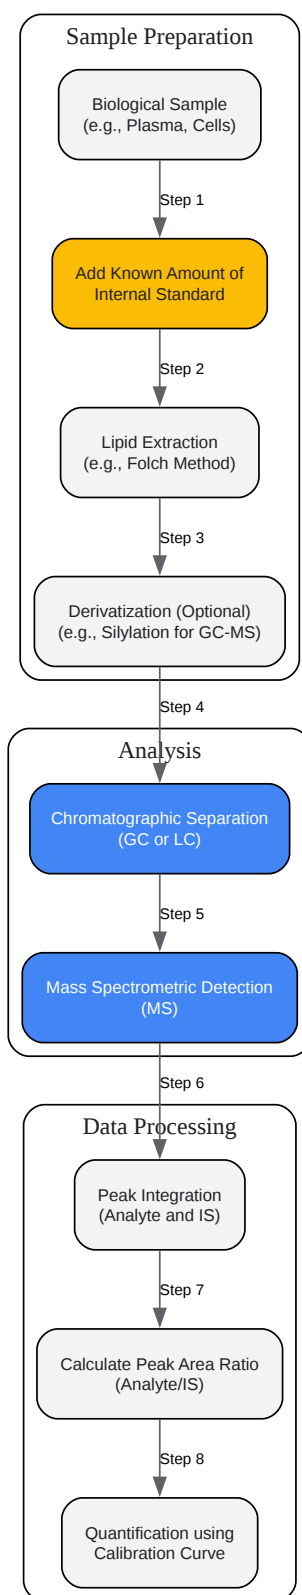 Sample Preparation
Biological Sample
(e.g., Plasma, Cells)
Step 1
Add Known Amount of
Internal Standard
Step 2
Lipid Extraction
(e.g., Folch Method)
Step 3
Derivatization (Optional)
(e.g., Silylation for GC-MS)
Step 4
Analysis
Chromatographic Separation
(GC or LC)
Step 5
Mass Spectrometric Detection
(MS)
Step 6
Data Processing
Peak Integration
(Analyte and IS)
Step 7
Calculate Peak Area Ratio
(Analyte/IS)
Step 8
Quantification using
Calibration Curve